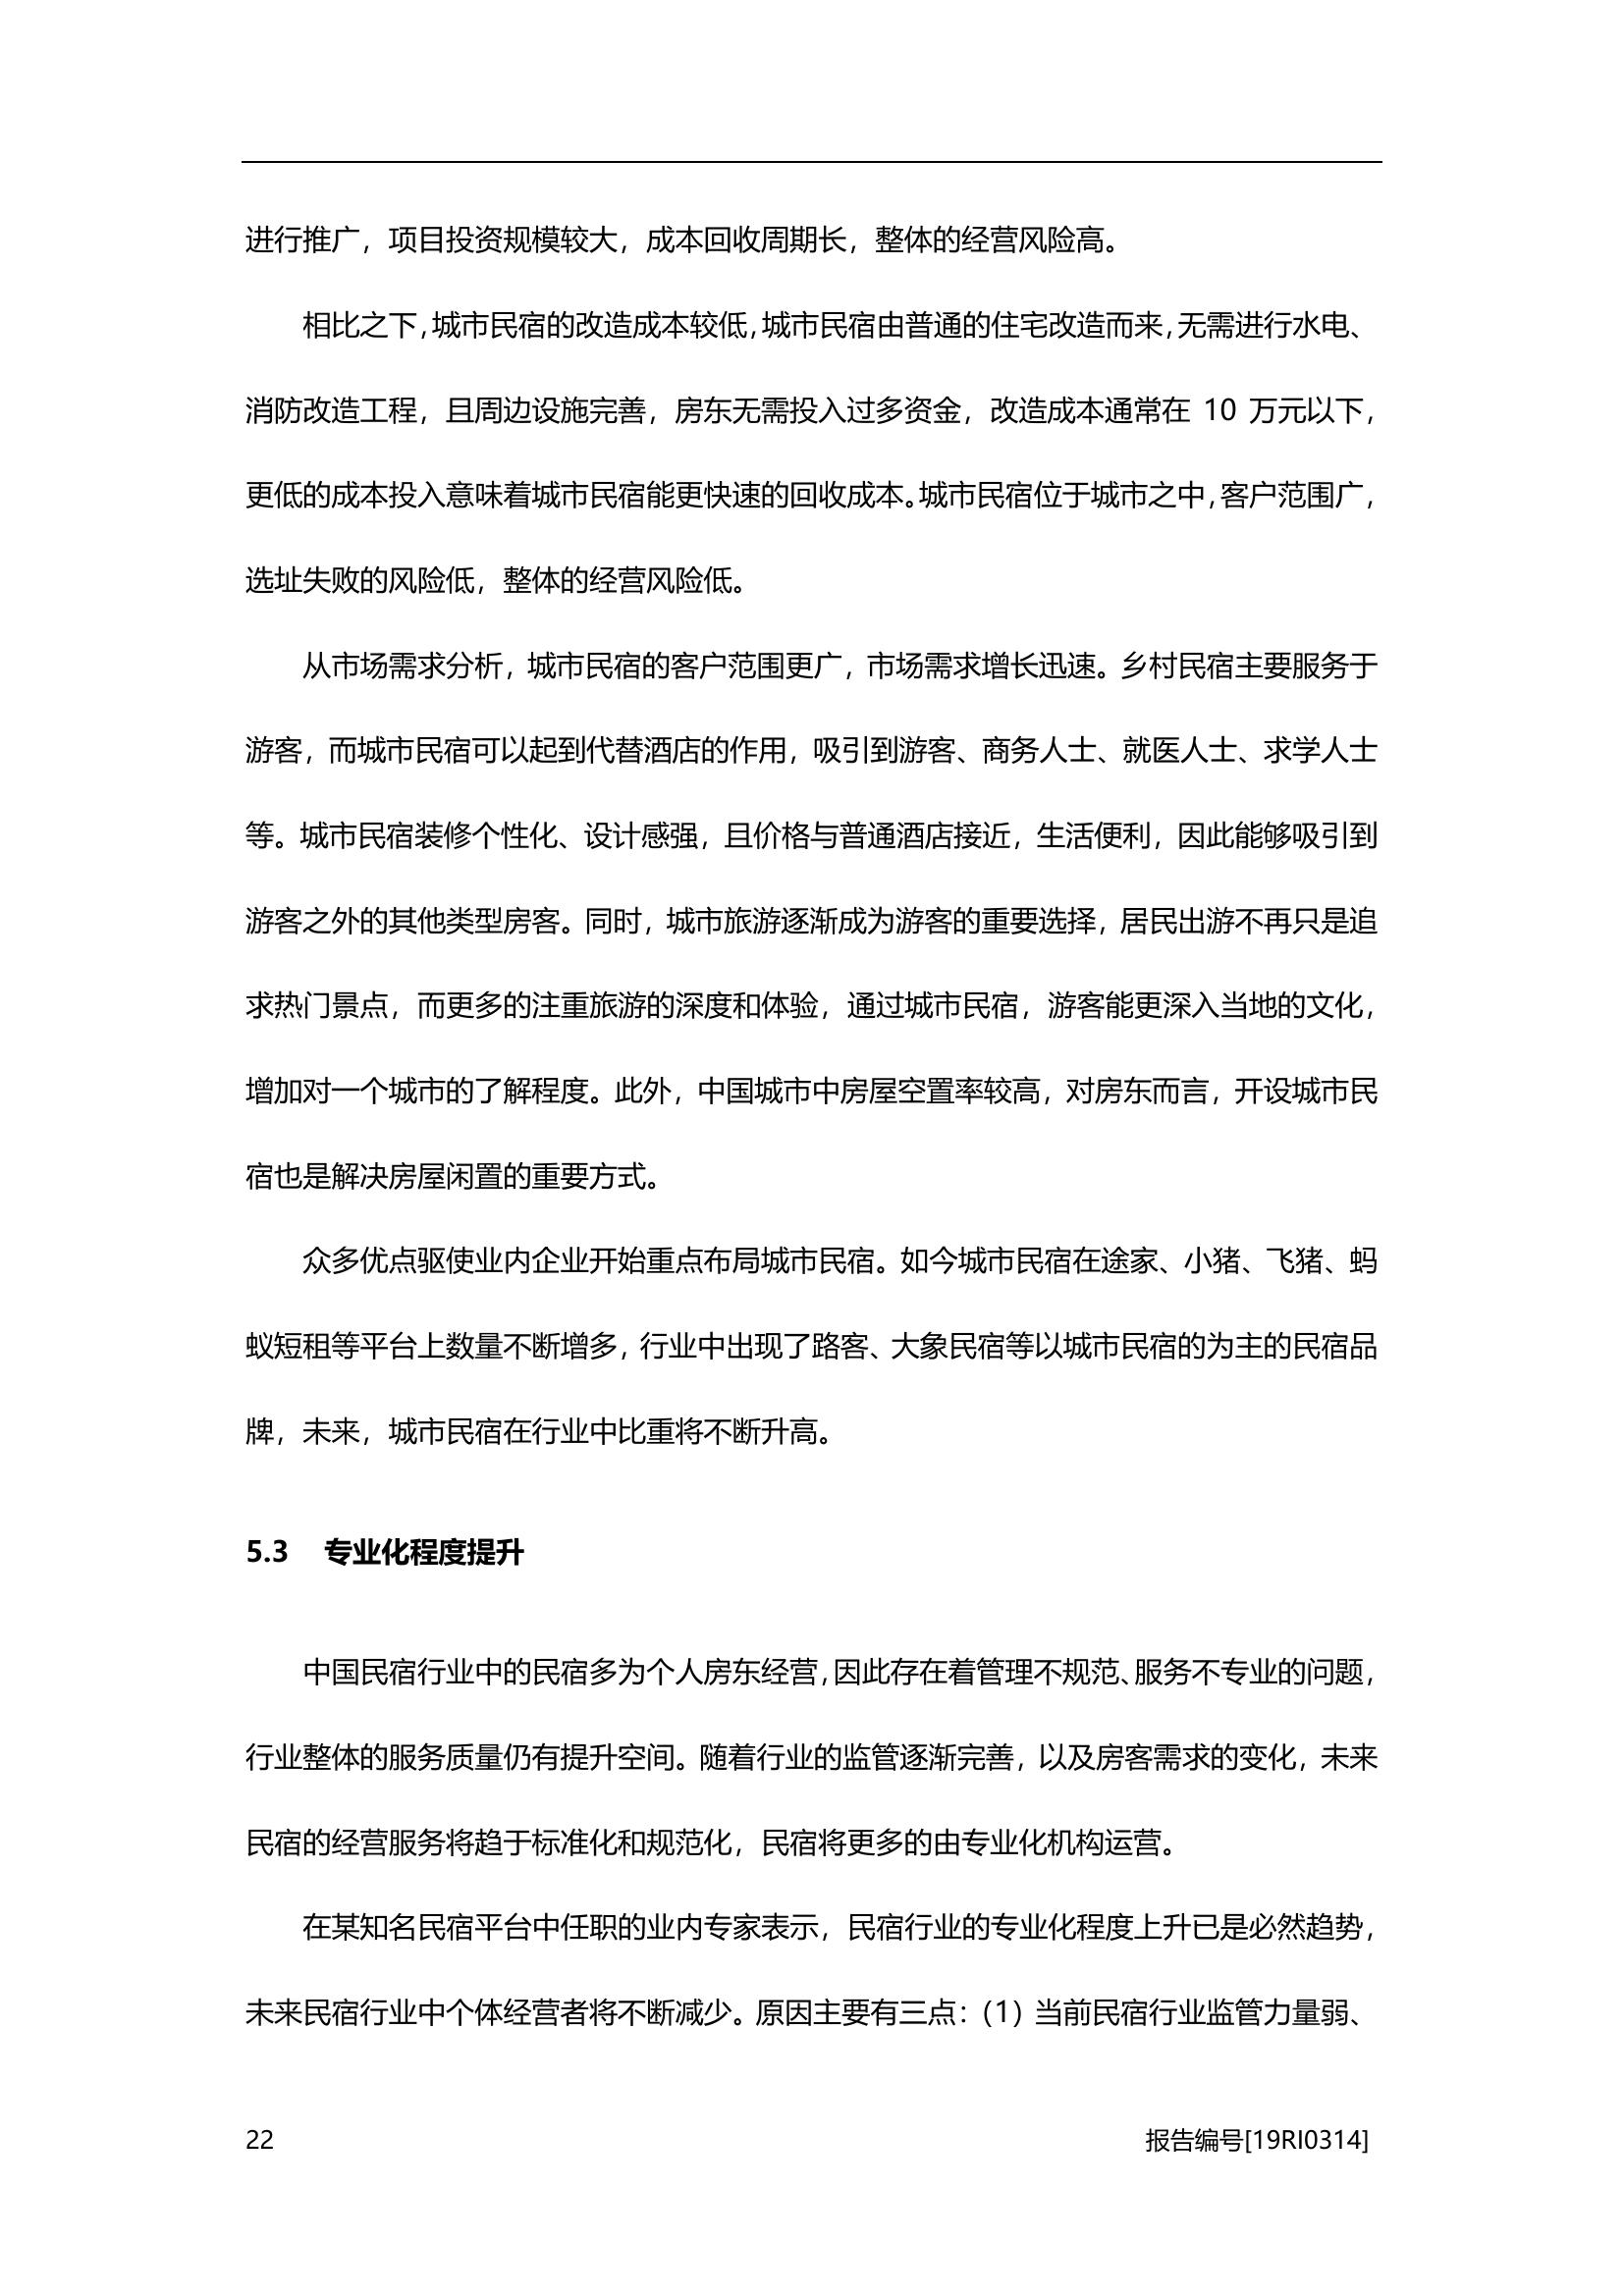 进行推广，项目投资规模较大，成本回收周期长，整体的经营风险高。
相比之下，城市民宿的改造成本较低，城市民宿由普通的住宅改造而来，无需进行水电、
消防改造工程，且周边设施完善，房东无需投入过多资金，改造成本通常在 10 万元以下，
更低的成本投入意味着城市民宿能更快速的回收成本。城市民宿位于城市之中，客户范围广，
选址失败的风险低，整体的经营风险低。
从市场需求分析，城市民宿的客户范围更广，市场需求增长迅速。乡村民宿主要服务于
游客，而城市民宿可以起到代替酒店的作用，吸引到游客、商务人士、就医人士、求学人士
等。城市民宿装修个性化、设计感强，且价格与普通酒店接近，生活便利，因此能够吸引到
游客之外的其他类型房客。同时，城市旅游逐渐成为游客的重要选择，居民出游不再只是追
求热门景点，而更多的注重旅游的深度和体验，通过城市民宿，游客能更深入当地的文化，
增加对一个城市的了解程度。此外，中国城市中房屋空置率较高，对房东而言，开设城市民
宿也是解决房屋闲置的重要方式。
众多优点驱使业内企业开始重点布局城市民宿。如今城市民宿在途家、小猪、飞猪、蚂
蚁短租等平台上数量不断增多，行业中出现了路客、大象民宿等以城市民宿的为主的民宿品
牌，未来，城市民宿在行业中比重将不断升高。
5.3 专业化程度提升
中国民宿行业中的民宿多为个人房东经营，因此存在着管理不规范、服务不专业的问题，
行业整体的服务质量仍有提升空间。随着行业的监管逐渐完善，以及房客需求的变化，未来
民宿的经营服务将趋于标准化和规范化，民宿将更多的由专业化机构运营。
在某知名民宿平台中任职的业内专家表示，民宿行业的专业化程度上升已是必然趋势，
未来民宿行业中个体经营者将不断减少。原因主要有三点：（1）当前民宿行业监管力量弱、
22 报告编号[19RI0314]